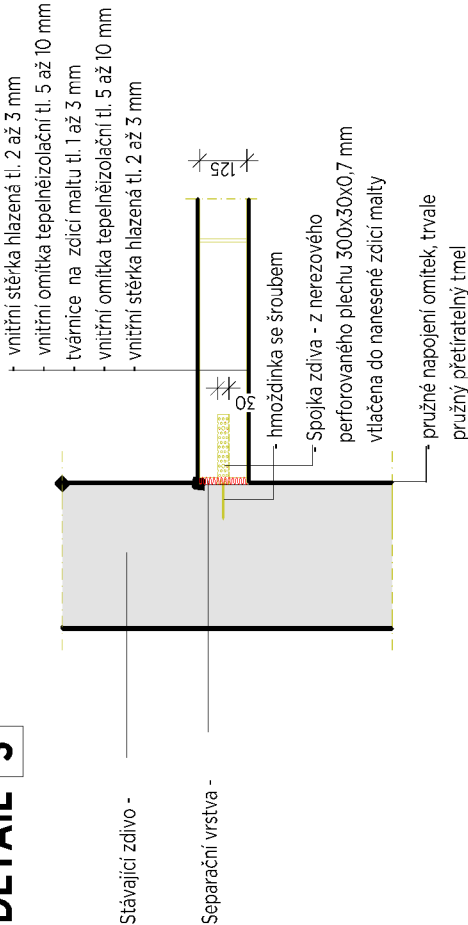 DETAIL
vnitřní stěrka hlazená tl. 2 až 3 mm
vnitřní omítka tepelněizolační tl. 5 až 10 mm
tvárnice na zdicí maltu tl. 1 až 3 mm
vnitřní omítka tepelněizolační tl. 5 až 10 mm
vnitřní stěrka hlazená tl. 2 až 3 mm
125
30
- hmoždinka se šroubem
- Spojka zdiva - z nerezového
perforovaného plechu 300x30x0,7 mm
vtlačena do nanesené zdicí malty
- pružné napojení omítek, trvale
pružný přetíratelný tmel
Stávající zdivo -
Separační vrstva -